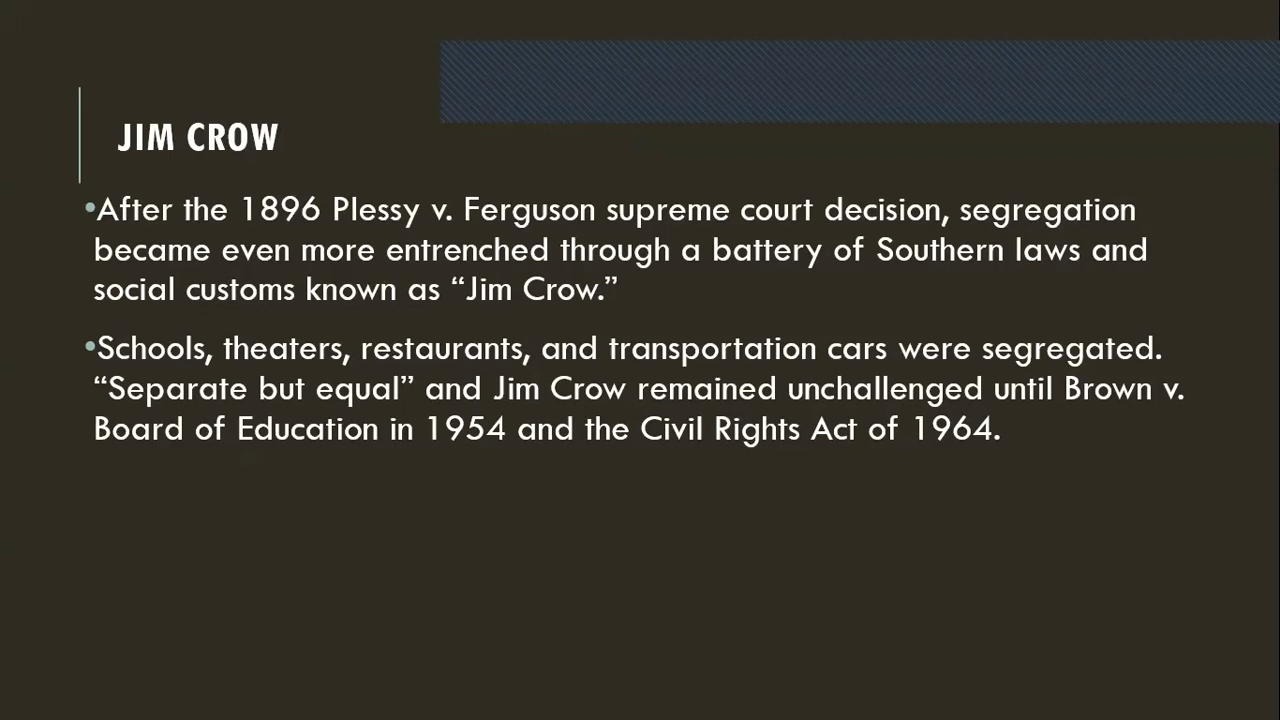 JIM CROW
•After the 1896 Plessy v. Ferguson supreme court decision, segregation
became even more entrenched through a battery of Southern laws and
social customs known as “Jim Crow.”
•Schools, theaters, restaurants, and transportation cars were segregated.
“Separate but equal” and Jim Crow remained unchallenged until Brown v.
Board of Education in 1954 and the Civil Rights Act of 1964.